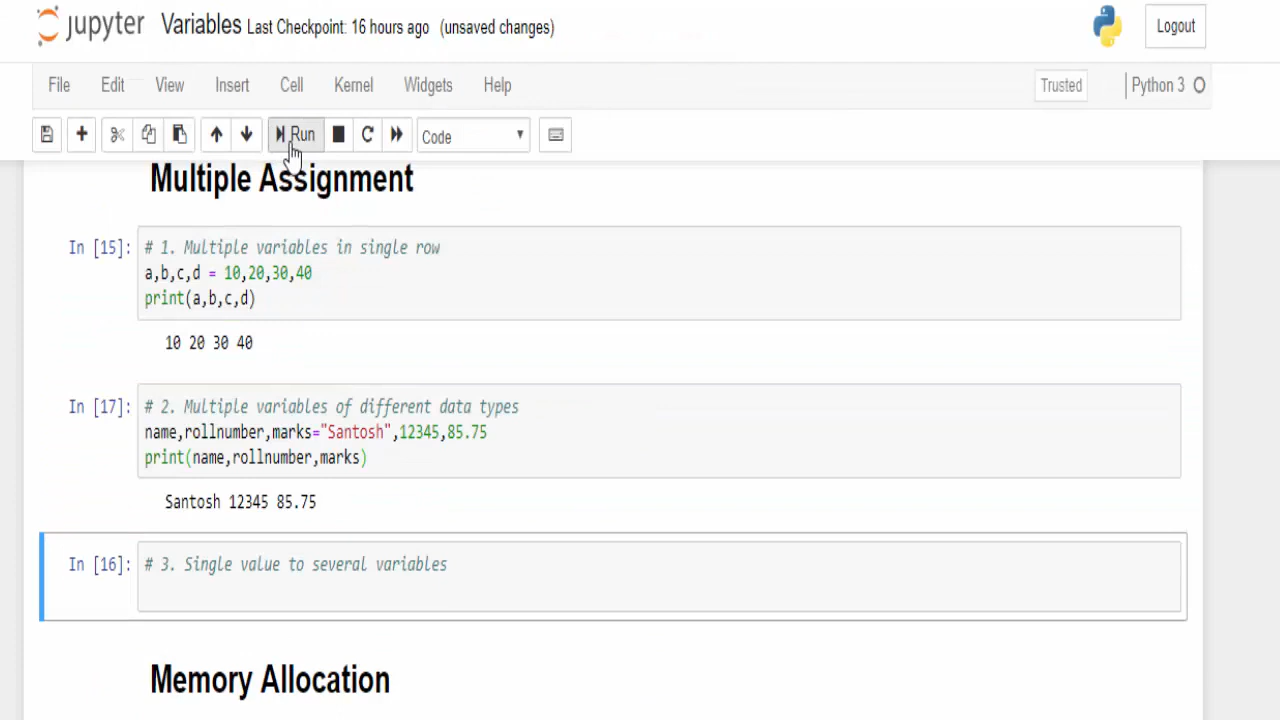 jupyter Variables Last Checkpoint: 16 hours ago (unsaved changes) Logout
File Edit View Insert Cell Kernel Widgets Help Trusted Python 3
Run Code
Multiple Assignment
In [15]: # 1. Multiple variables in single row
a,b,c,d = 10,20,30,40
print(a,b,c,d)
10 20 30 40
In [17]: # 2. Multiple variables of different data types
name,rollnumber,marks="Santosh",12345,85.75
print(name,rollnumber,marks)
Santosh 12345 85.75
In [16]: # 3. Single value to several variables
Memory Allocation